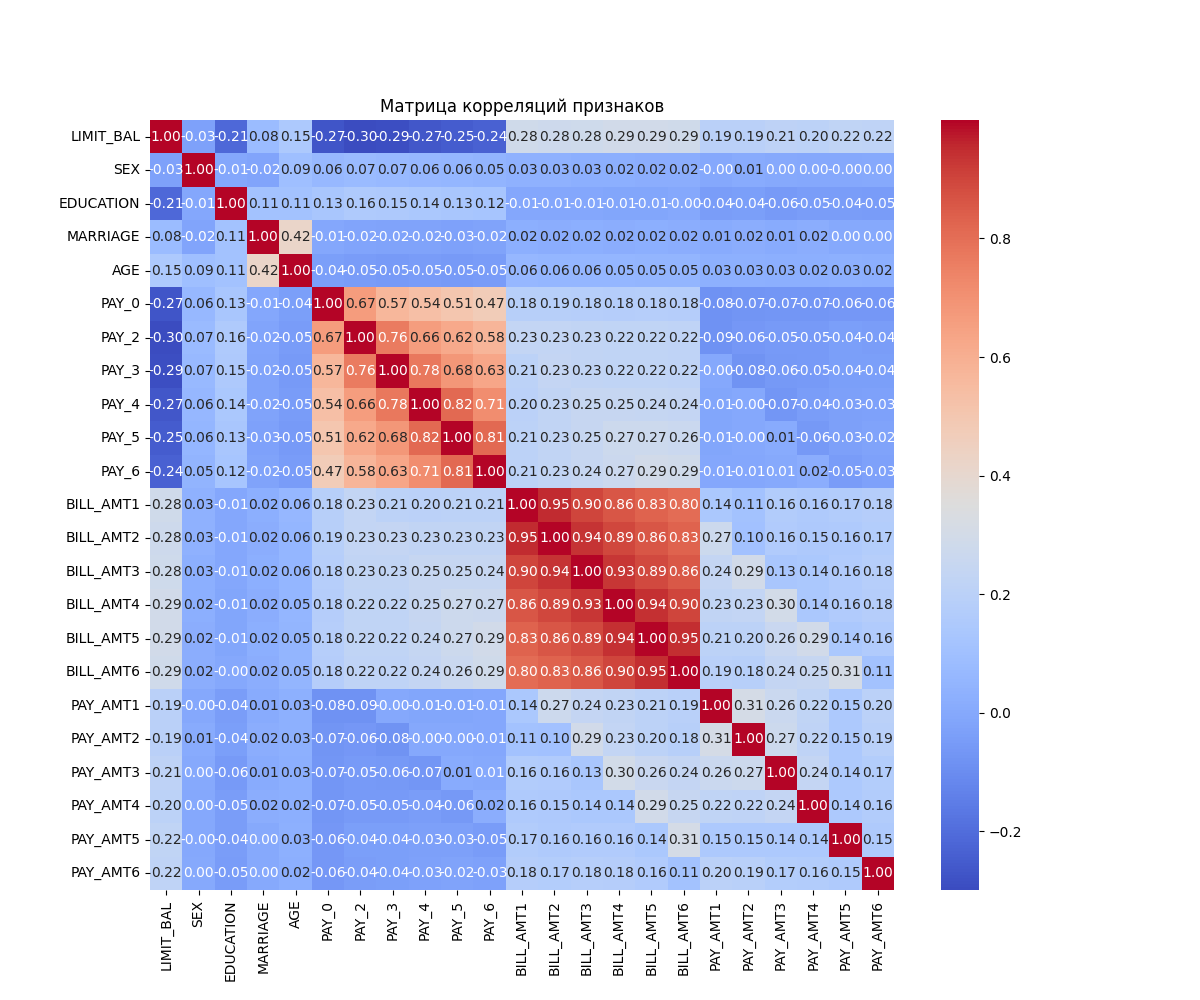 Матрица корреляций признаков
LIMIT_BAL 1.00 -0.03 -0.21 0.08 0.15 -0.27 -0.30 -0.29 -0.27 -0.25 -0.24 0.28 0.28 0.28 0.29 0.29 0.29 0.19 0.19 0.21 0.20 0.22 0.22
SEX -0.03 1.00 -0.01 -0.02 0.09 0.06 0.07 0.07 0.06 0.06 0.05 0.03 0.03 0.03 0.02 0.02 0.02 -0.00 0.01 0.00 0.00 -0.00 0.00
EDUCATION -0.21 -0.01 1.00 0.11 0.11 0.13 0.16 0.15 0.14 0.13 0.12 -0.01 -0.01 -0.01 -0.01 -0.01 -0.00 -0.04 -0.04 -0.06 -0.05 -0.04 -0.05
MARRIAGE 0.08 -0.02 0.11 1.00 0.42 -0.01 -0.02 -0.02 -0.02 -0.03 -0.02 0.02 0.02 0.02 0.02 0.02 0.02 0.01 0.02 0.01 0.02 0.00 0.00
AGE 0.15 0.09 0.11 0.42 1.00 -0.04 -0.05 -0.05 -0.05 -0.05 -0.05 0.06 0.06 0.06 0.05 0.05 0.05 0.03 0.03 0.03 0.02 0.03 0.02
PAY_0 -0.27 0.06 0.13 -0.01 -0.04 1.00 0.67 0.57 0.54 0.51 0.47 0.18 0.19 0.18 0.18 0.18 0.18 -0.08 -0.07 -0.07 -0.07 -0.06 -0.06
PAY_2 -0.30 0.07 0.16 -0.02 -0.05 0.67 1.00 0.76 0.66 0.62 0.58 0.23 0.23 0.23 0.22 0.22 0.22 -0.09 -0.06 -0.05 -0.05 -0.04 -0.04
PAY_3 -0.29 0.07 0.15 -0.02 -0.05 0.57 0.76 1.00 0.78 0.68 0.63 0.21 0.23 0.23 0.22 0.22 0.22 -0.00 -0.08 -0.06 -0.05 -0.04 -0.04
PAY_4 -0.27 0.06 0.14 -0.02 -0.05 0.54 0.66 0.78 1.00 0.82 0.71 0.20 0.23 0.25 0.25 0.24 0.24 -0.01 -0.00 -0.07 -0.04 -0.03 -0.03
PAY_5 -0.25 0.06 0.13 -0.03 -0.05 0.51 0.62 0.68 0.82 1.00 0.81 0.21 0.23 0.25 0.27 0.27 0.26 -0.01 -0.00 0.01 -0.06 -0.03 -0.02
PAY_6 -0.24 0.05 0.12 -0.02 -0.05 0.47 0.58 0.63 0.71 0.81 1.00 0.21 0.23 0.24 0.27 0.29 0.29 -0.01 -0.01 0.01 0.02 -0.05 -0.03
BILL_AMT1 0.28 0.03 -0.01 0.02 0.06 0.18 0.23 0.21 0.20 0.21 0.21 1.00 0.95 0.90 0.86 0.83 0.80 0.14 0.11 0.16 0.16 0.17 0.18
BILL_AMT2 0.28 0.03 -0.01 0.02 0.06 0.19 0.23 0.23 0.23 0.23 0.23 0.95 1.00 0.94 0.89 0.86 0.83 0.27 0.10 0.16 0.15 0.16 0.17
BILL_AMT3 0.28 0.03 -0.01 0.02 0.06 0.18 0.23 0.23 0.25 0.25 0.24 0.90 0.94 1.00 0.93 0.89 0.86 0.24 0.29 0.13 0.14 0.16 0.18
BILL_AMT4 0.29 0.02 -0.01 0.02 0.05 0.18 0.22 0.22 0.25 0.27 0.27 0.86 0.89 0.93 1.00 0.94 0.90 0.23 0.23 0.30 0.14 0.16 0.18
BILL_AMT5 0.29 0.02 -0.01 0.02 0.05 0.18 0.22 0.22 0.24 0.27 0.29 0.83 0.86 0.89 0.94 1.00 0.95 0.21 0.20 0.26 0.29 0.14 0.16
BILL_AMT6 0.29 0.02 -0.00 0.02 0.05 0.18 0.22 0.22 0.24 0.26 0.29 0.80 0.83 0.86 0.90 0.95 1.00 0.19 0.18 0.24 0.25 0.31 0.11
PAY_AMT1 0.19 -0.00 -0.04 0.01 0.03 -0.08 -0.09 -0.00 -0.01 -0.01 -0.01 0.14 0.27 0.24 0.23 0.21 0.19 1.00 0.31 0.26 0.22 0.15 0.20
PAY_AMT2 0.19 0.01 -0.04 0.02 0.03 -0.07 -0.06 -0.08 -0.00 -0.00 -0.01 0.11 0.10 0.29 0.23 0.20 0.18 0.31 1.00 0.27 0.22 0.15 0.19
PAY_AMT3 0.21 0.00 -0.06 0.01 0.03 -0.07 -0.05 -0.06 -0.07 0.01 0.01 0.16 0.16 0.13 0.30 0.26 0.24 0.26 0.27 1.00 0.24 0.14 0.17
PAY_AMT4 0.20 0.00 -0.05 0.02 0.02 -0.07 -0.05 -0.05 -0.04 -0.06 0.02 0.16 0.15 0.14 0.14 0.29 0.25 0.22 0.22 0.24 1.00 0.14 0.16
PAY_AMT5 0.22 -0.00 -0.04 0.00 0.03 -0.06 -0.04 -0.04 -0.03 -0.03 -0.05 0.17 0.16 0.16 0.16 0.14 0.31 0.15 0.15 0.14 0.14 1.00 0.15
PAY_AMT6 0.22 0.00 -0.05 0.00 0.02 -0.06 -0.04 -0.04 -0.03 -0.02 -0.03 0.18 0.17 0.18 0.18 0.16 0.11 0.20 0.19 0.17 0.16 0.15 1.00
LIMIT_BAL SEX EDUCATION MARRIAGE AGE PAY_0 PAY_2 PAY_3 PAY_4 PAY_5 PAY_6 BILL_AMT1 BILL_AMT2 BILL_AMT3 BILL_AMT4 BILL_AMT5 BILL_AMT6 PAY_AMT1 PAY_AMT2 PAY_AMT3 PAY_AMT4 PAY_AMT5 PAY_AMT6
0.8
0.6
0.4
0.2
0.0
−0.2